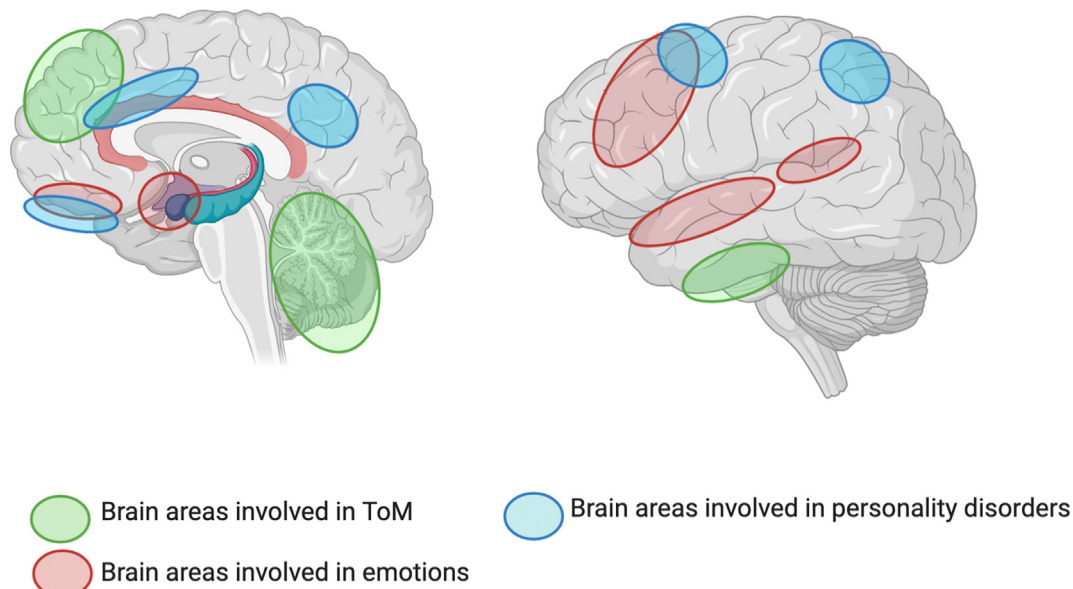 Brain areas involved in ToM
Brain areas involved in personality disorders
Brain areas involved in emotions